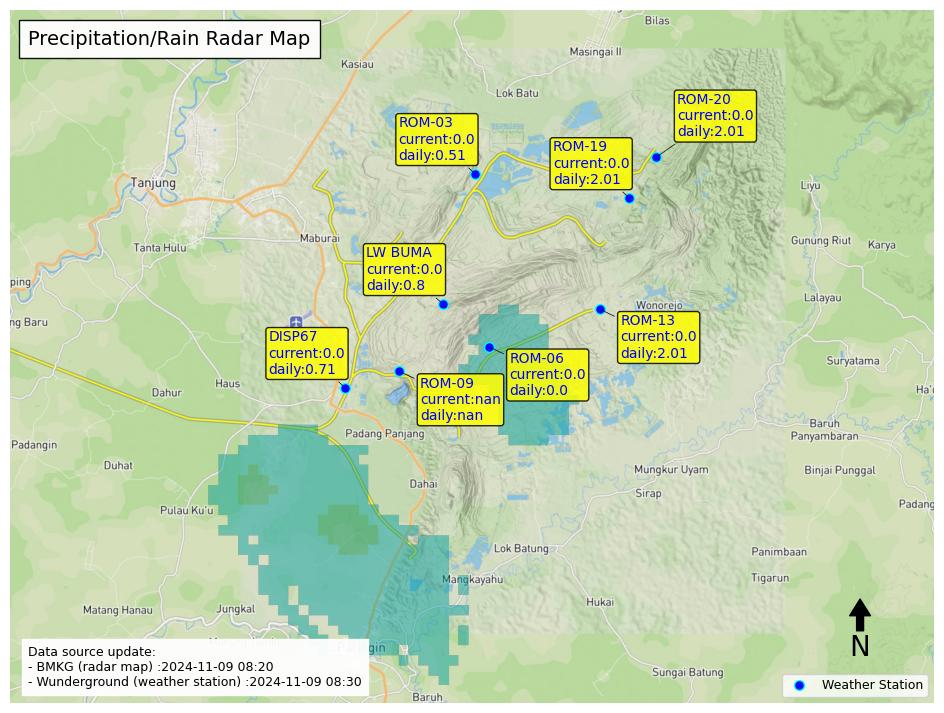 Precipitation/Rain Radar Map
Bilas
Masingai II
Kasiau
Lok Batu
ROM-20
current:0.0
daily:2.01
ROM-03
current:0.0
daily:0.51
ROM-19
current:0.0
daily:2.01
Tanjung
Liyu
Maburai
Tanta Hulu
Gunung Riut
Karya
LW BUMA
current:0.0
daily:0.8
ping
Lalayau
Wonorejo
ng Baru
ROM-13
current:0.0
daily:2.01
DISP67
current:0.0
daily:0.71
ROM-06
current:0.0
daily:0.0
Suryatama
Haus
ROM-09
current:nan
daily:nan
Dahur
Ha'o
Baruh
Panyambaran
Padang Panjang
Padangin
Duhat
Mungkur Uyam
Binjai Punggal
Dahai
Sirap
Pulau Ku'u
Padang
Lok Batung
Panimbaan
Mangkayahu
Tigarun
Hukai
Matang Hanau
Jungkal
N
Data source update:
- BMKG (radar map) :2024-11-09 08:20
- Wunderground (weather station) :2024-11-09 08:30
Sungai Batung
Weather Station
Baruh